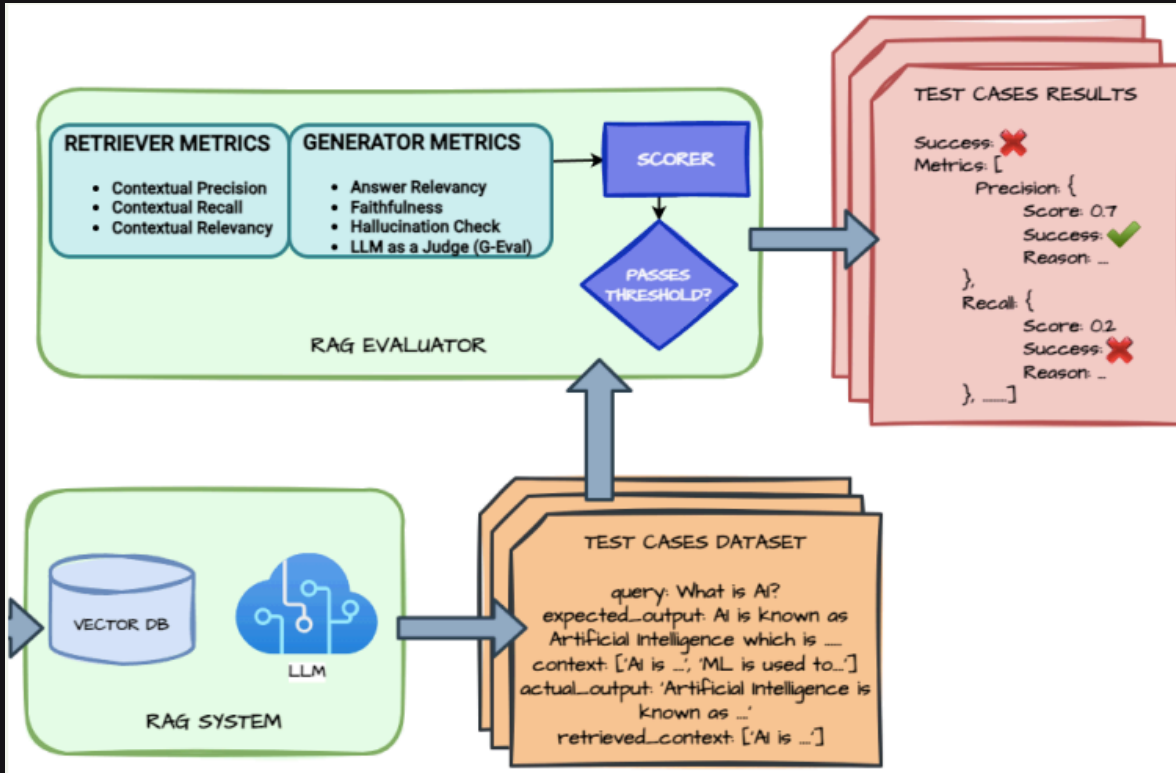 RETRIEVER METRICS
• Contextual Precision
• Contextual Recall
• Contextual Relevancy
GENERATOR METRICS
• Answer Relevancy
• Faithfulness
• Hallucination Check
• LLM as a Judge (G-Eval)
SCORER
PASSES
THRESHOLD?
RAG EVALUATOR
TEST CASES RESULTS
Success: ❌
Metrics: [
Precision: {
Score: 0.7
Success: ✔
Reason: ...
},
Recall: {
Score: 0.2
Success: ❌
Reason: ...
}, ......]
VECTOR DB
LLM
RAG SYSTEM
TEST CASES DATASET
query: What is AI?
expected_output: AI is known as
Artificial Intelligence which is .....
context: ['AI is ...', 'ML is used to...']
actual_output: 'Artificial Intelligence is
known as ....'
retrieved_context: ['AI is ...']